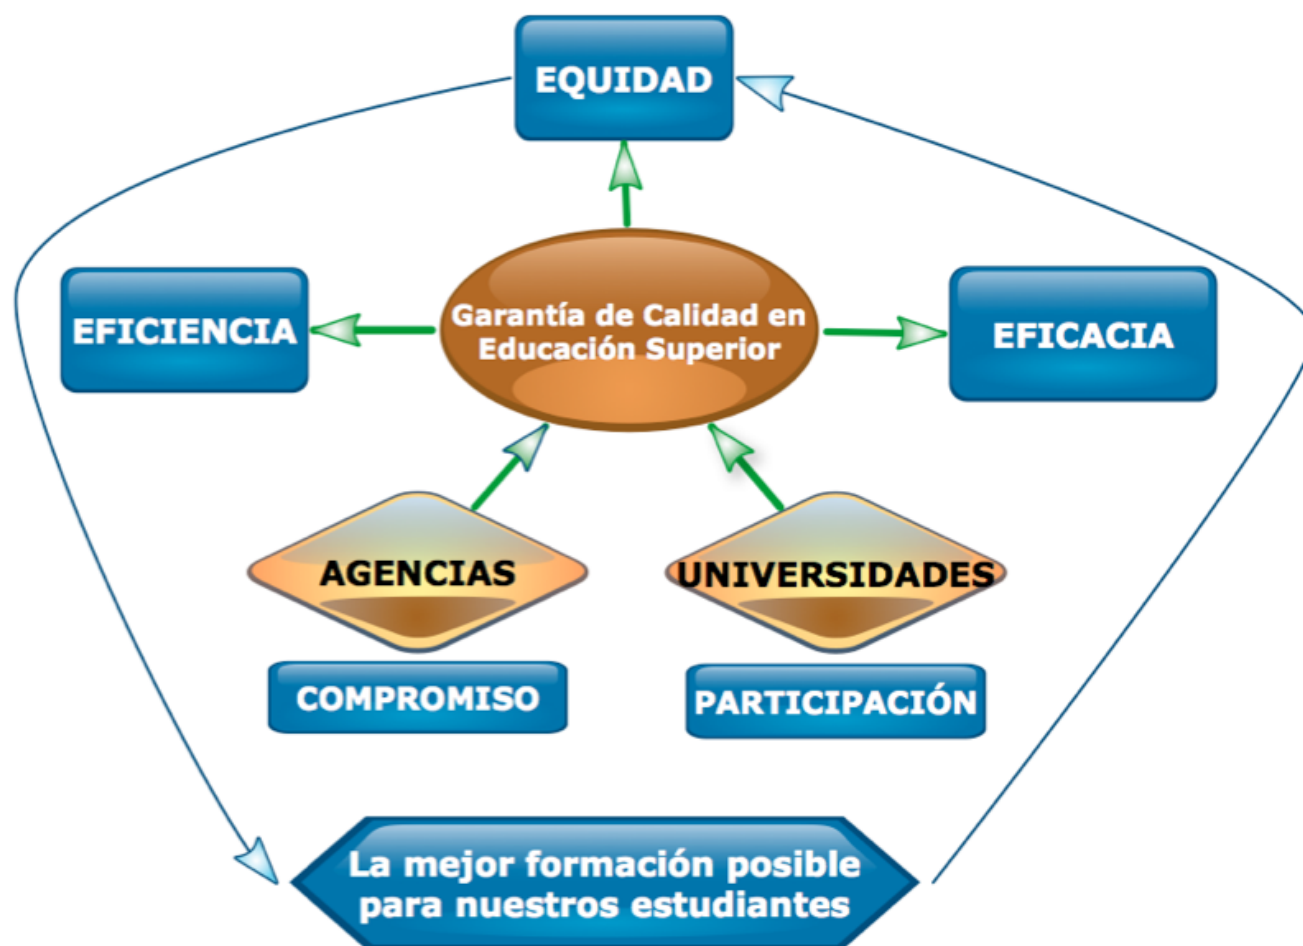 EQUIDAD
EFICIENCIA
Garantía de Calidad en
Educación Superior
EFICACIA
AGENCIAS
UNIVERSIDADES
COMPROMISO
PARTICIPACIÓN
La mejor formación posible
para nuestros estudiantes